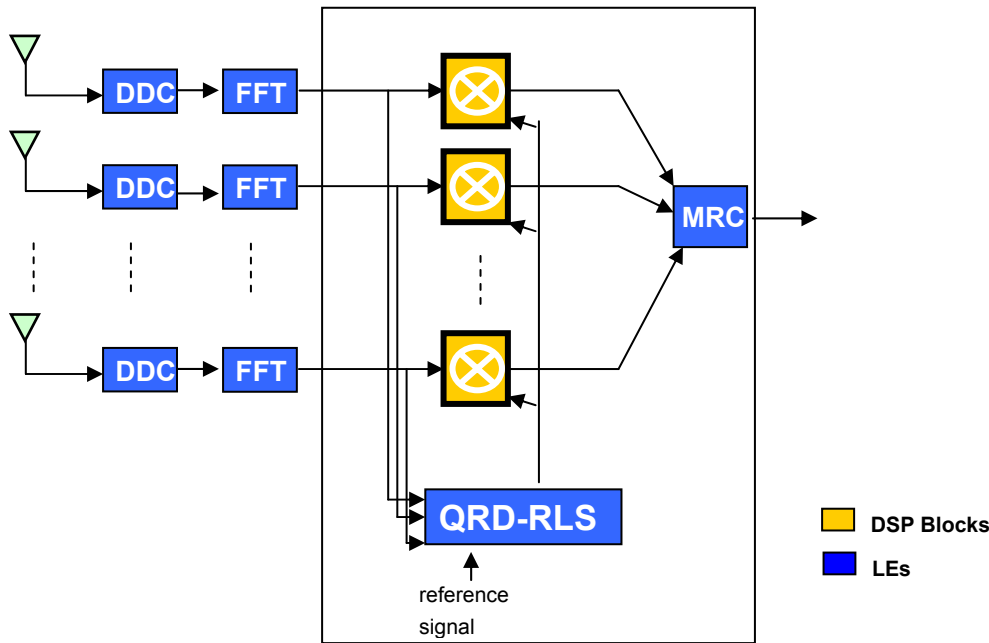 DDC
FFT
DDC
FFT
MRC
DDC
FFT
QRD-RLS
reference
signal
DSP Blocks
LEs